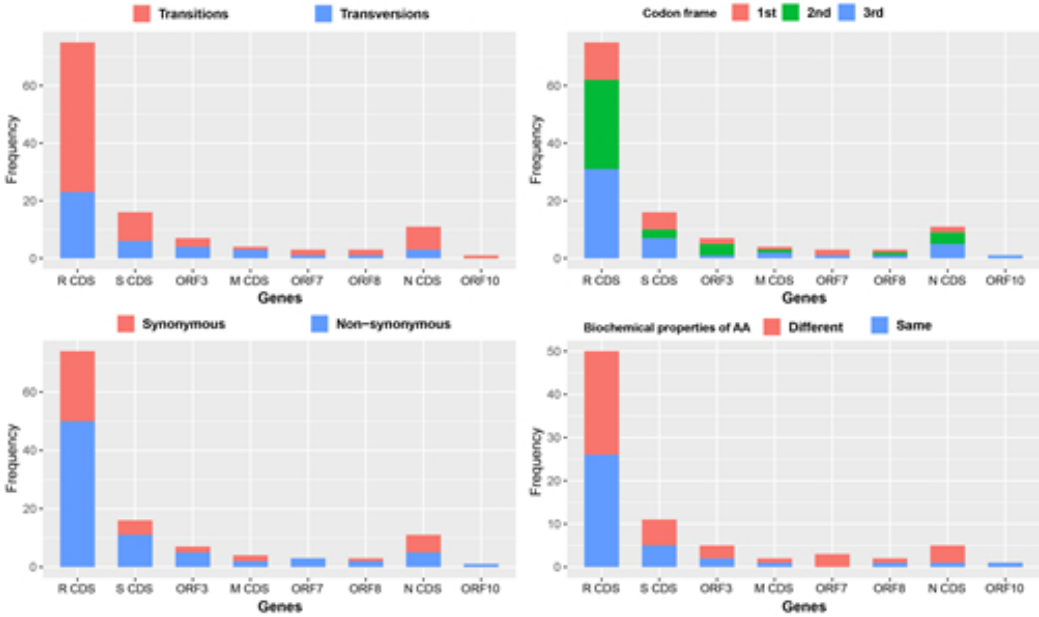 Transitions Transversions
Frequency
60
40
20
0
R CDS S CDS ORF3 M CDS ORF7 ORF8 N CDS ORF10
Genes
Codon frame 1st 2nd 3rd
Frequency
60
40
20
0
R CDS S CDS ORF3 M CDS ORF7 ORF8 N CDS ORF10
Genes
Synonymous Non-synonymous
Frequency
60
40
20
0
R CDS S CDS ORF3 M CDS ORF7 ORF8 N CDS ORF10
Genes
Biochemical properties of AA Different Same
Frequency
50
40
30
20
10
0
R CDS S CDS ORF3 M CDS ORF7 ORF8 N CDS ORF10
Genes